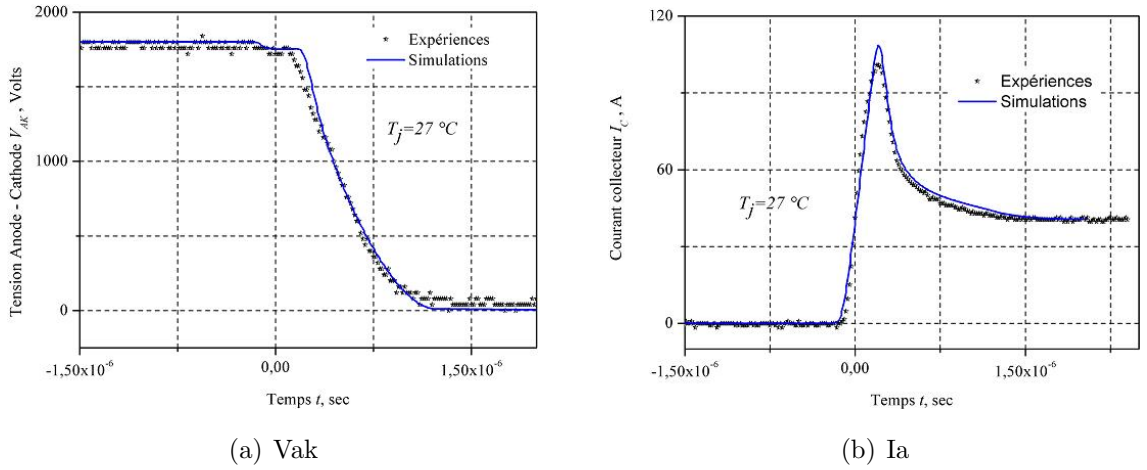 2000
1000
0
Tension Anode - Cathode V_AK , Volts
Expériences
Simulations
T_j=27 °C
-1,50x10^-6
0,00
1,50x10^-6
Temps t, sec
(a) Vak
120
60
0
Courant collecteur I_C , A
Expériences
Simulations
T_j=27 °C
-1,50x10^-6
0,00
1,50x10^-6
Temps t, sec
(b) Ia